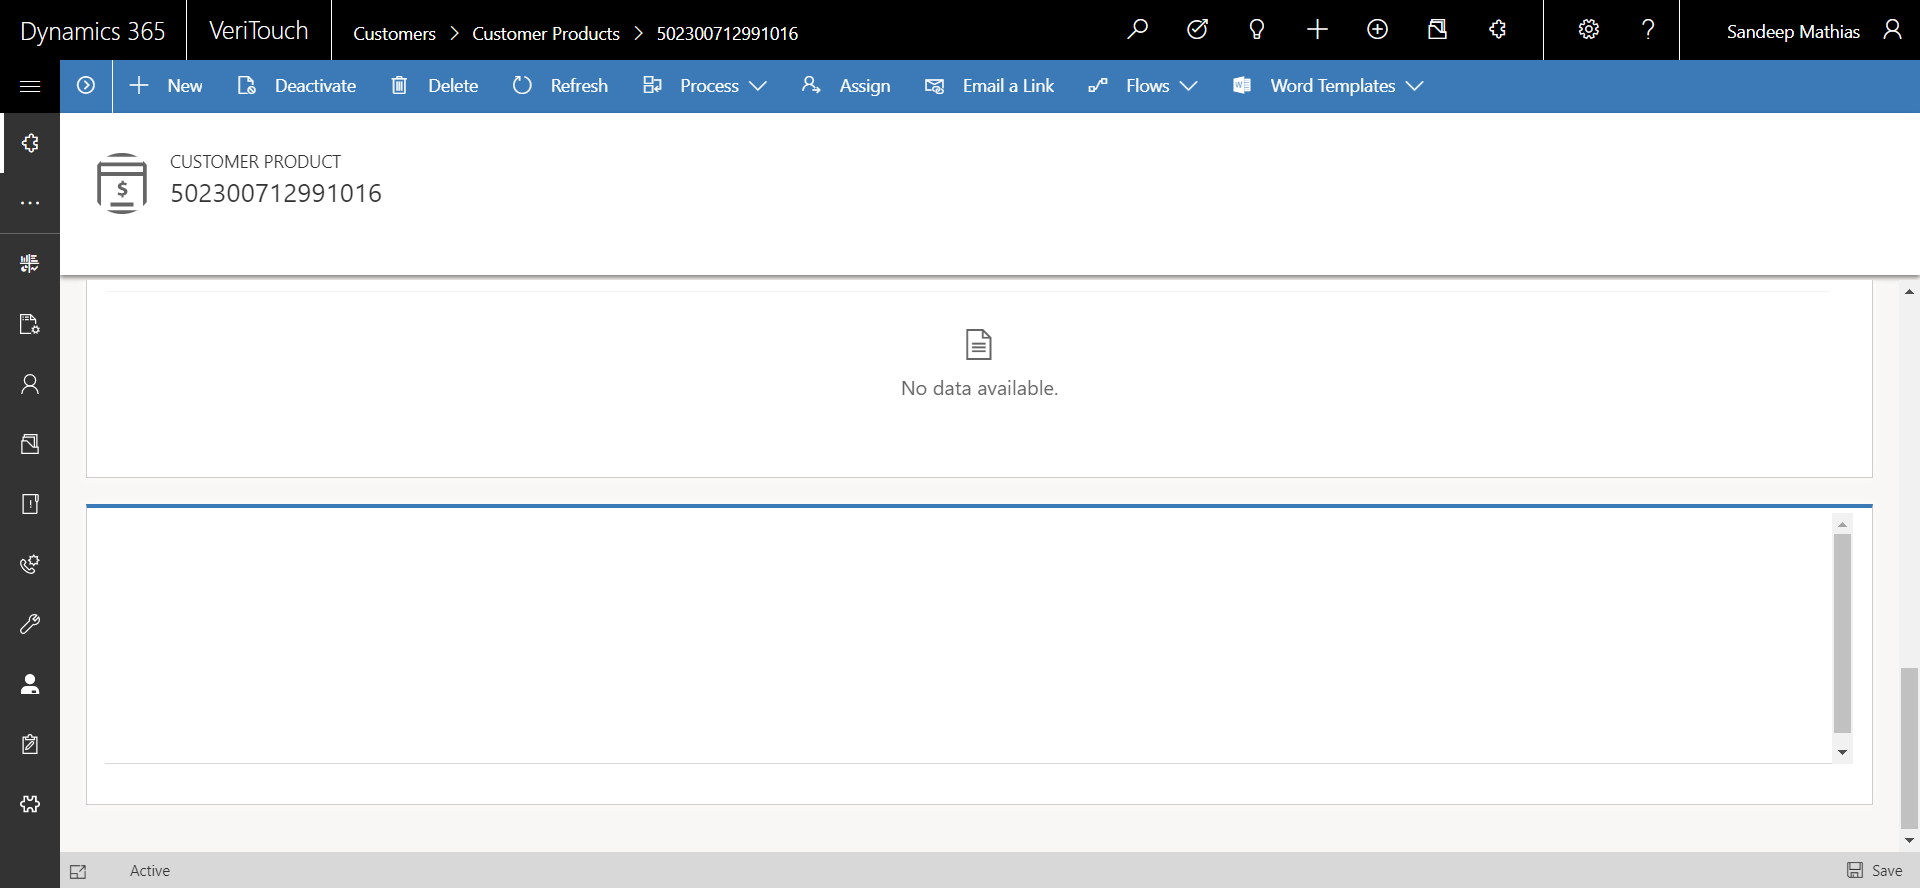 Dynamics 365
VeriTouch
Customers > Customer Products > 502300712991016
Sandeep Mathias
New
Deactivate
Delete
Refresh
Process
Assign
Email a Link
Flows
Word Templates
CUSTOMER PRODUCT
502300712991016
No data available.
Active
Save